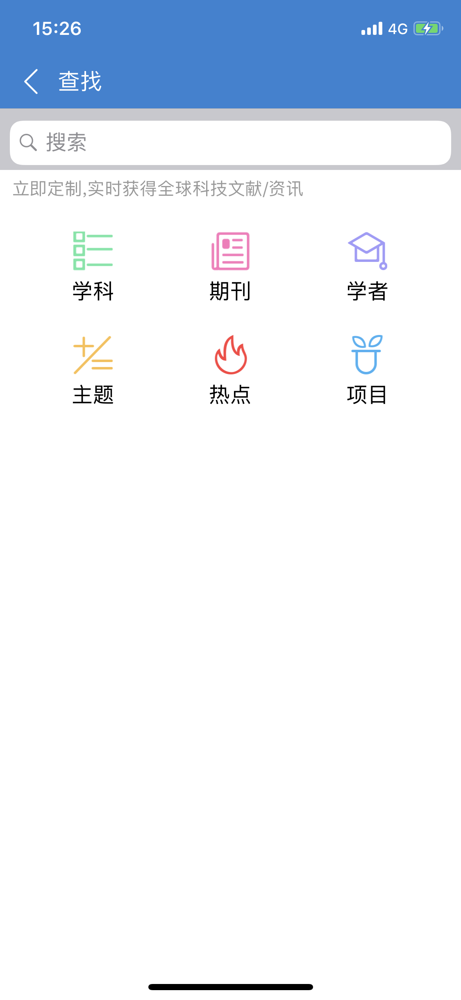 15:26
4G
查找
搜索
立即定制,实时获得全球科技文献/资讯
学科
期刊
学者
主题
热点
项目